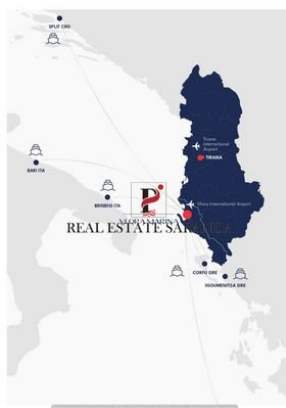 SPLIT CRO
Tirana
International
Airport
TIRANA
BARI ITA
BRINDISI ITA
Vlora International Airport
VLORA MARINA
REAL ESTATE SARANDA
CORFU GRE
IGOUMENITSA GRE